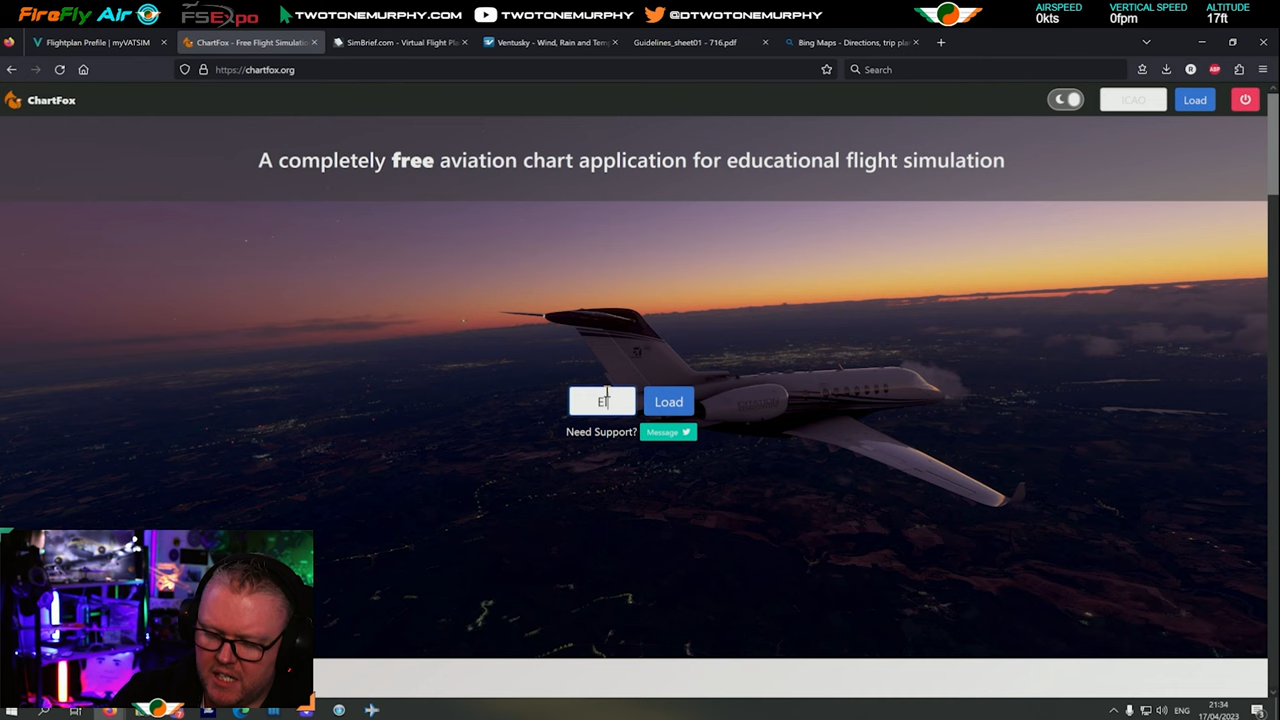 FireFly Air
FSExpo
TWOTONEMURPHY.COM
TWOTONEMURPHY
@DTWOTONEMURPHY
AIRSPEED
0kts
VERTICAL SPEED
0fpm
ALTITUDE
17ft
Flightplan Prefile | myVATSIM
ChartFox - Free Flight Simulati
SimBrief.com - Virtual Flight Pl
Ventusky - Wind, Rain and Tem
Guidelines_sheet01 - 716.pdf
Bing Maps - Directions, trip pla
https://chartfox.org
Search
ChartFox
ICAO
Load
A completely free aviation chart application for educational flight simulation
EI
Load
Need Support?
Message
ENG
21:34
17/04/2023